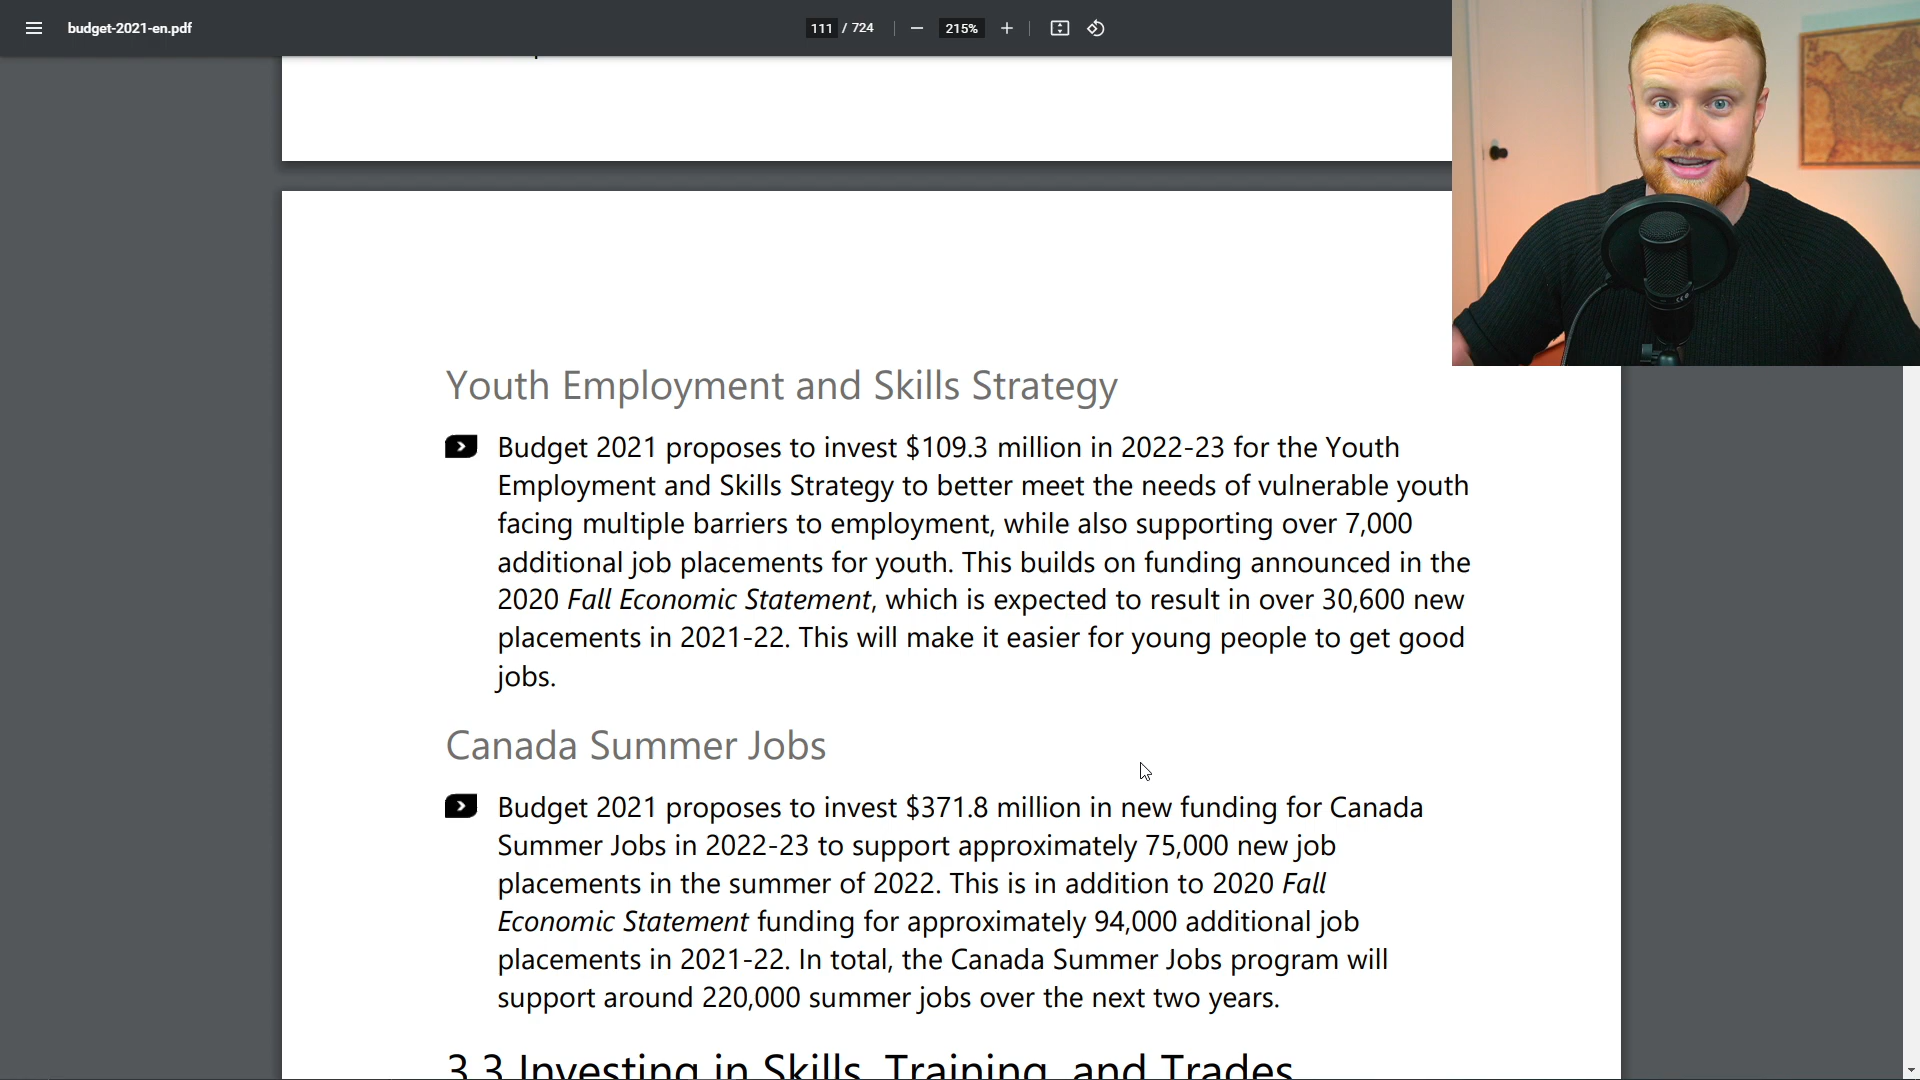 budget-2021-en.pdf
111 / 724
215%
Youth Employment and Skills Strategy
Budget 2021 proposes to invest $109.3 million in 2022-23 for the Youth
Employment and Skills Strategy to better meet the needs of vulnerable youth
facing multiple barriers to employment, while also supporting over 7,000
additional job placements for youth. This builds on funding announced in the
2020 Fall Economic Statement, which is expected to result in over 30,600 new
placements in 2021-22. This will make it easier for young people to get good
jobs.
Canada Summer Jobs
Budget 2021 proposes to invest $371.8 million in new funding for Canada
Summer Jobs in 2022-23 to support approximately 75,000 new job
placements in the summer of 2022. This is in addition to 2020 Fall
Economic Statement funding for approximately 94,000 additional job
placements in 2021-22. In total, the Canada Summer Jobs program will
support around 220,000 summer jobs over the next two years.
3.3 Investing in Skills, Training, and Trades